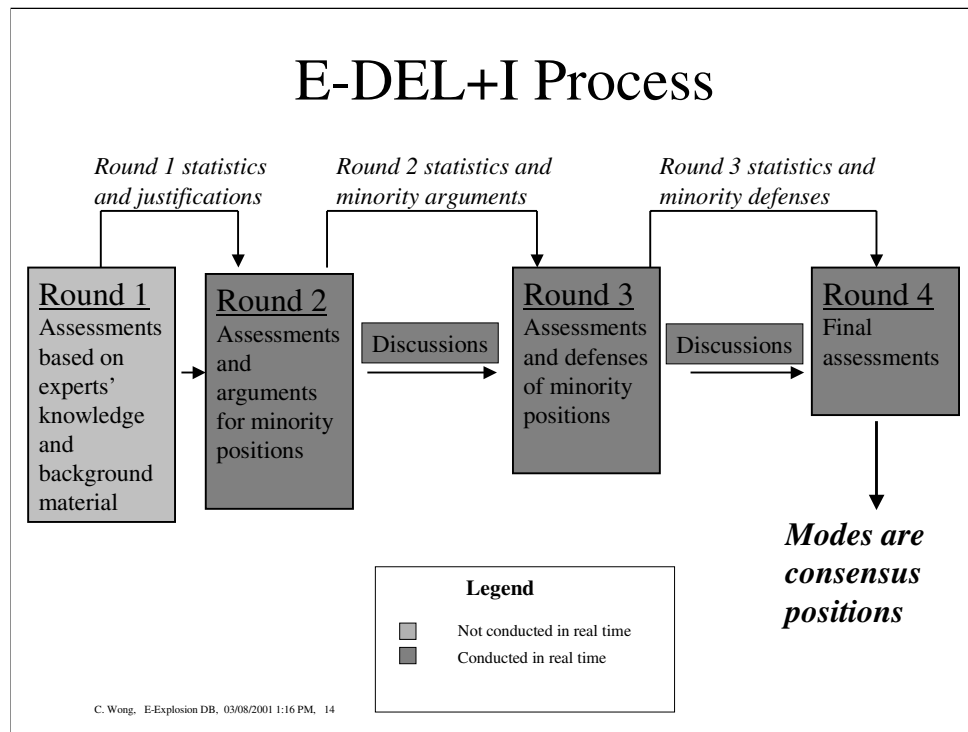 E-DEL+I Process
Round 1 statistics
and justifications
Round 2 statistics and
minority arguments
Round 3 statistics and
minority defenses
Round 1
Assessments
based on
experts’
knowledge
and
background
material
Round 2
Assessments
and
arguments
for minority
positions
Discussions
Round 3
Assessments
and defenses
of minority
positions
Discussions
Round 4
Final
assessments
Modes are
consensus
positions
Legend
Not conducted in real time
Conducted in real time
C. Wong, E-Explosion DB, 03/08/2001 1:16 PM, 14